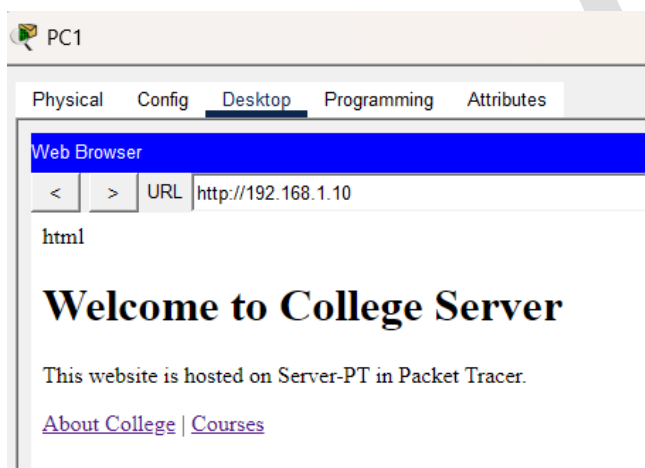 PC1
Physical Config Desktop Programming Attributes
Web Browser
< > URL http://192.168.1.10
html
Welcome to College Server
This website is hosted on Server-PT in Packet Tracer.
About College | Courses